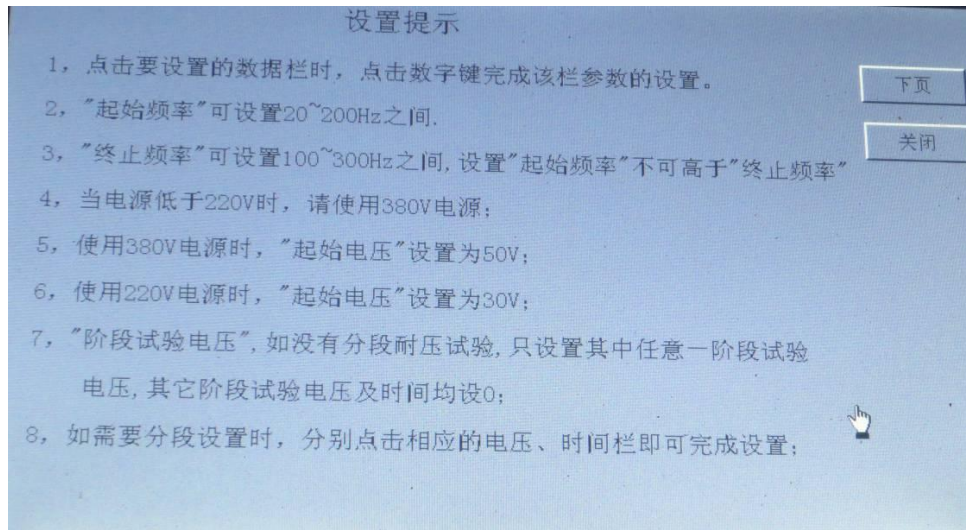 设置提示
1，点击要设置的数据栏时，点击数字键完成该栏参数的设置。
下页
2，"起始频率"可设置20~200Hz之间.
关闭
3，"终止频率"可设置100~300Hz之间,设置"起始频率"不可高于"终止频率"
4，当电源低于220V时，请使用380V电源；
5，使用380V电源时，"起始电压"设置为50V；
6，使用220V电源时，"起始电压"设置为30V；
7，"阶段试验电压",如没有分段耐压试验,只设置其中任意一阶段试验
电压,其它阶段试验电压及时间均设0；
8，如需要分段设置时，分别点击相应的电压、时间栏即可完成设置；